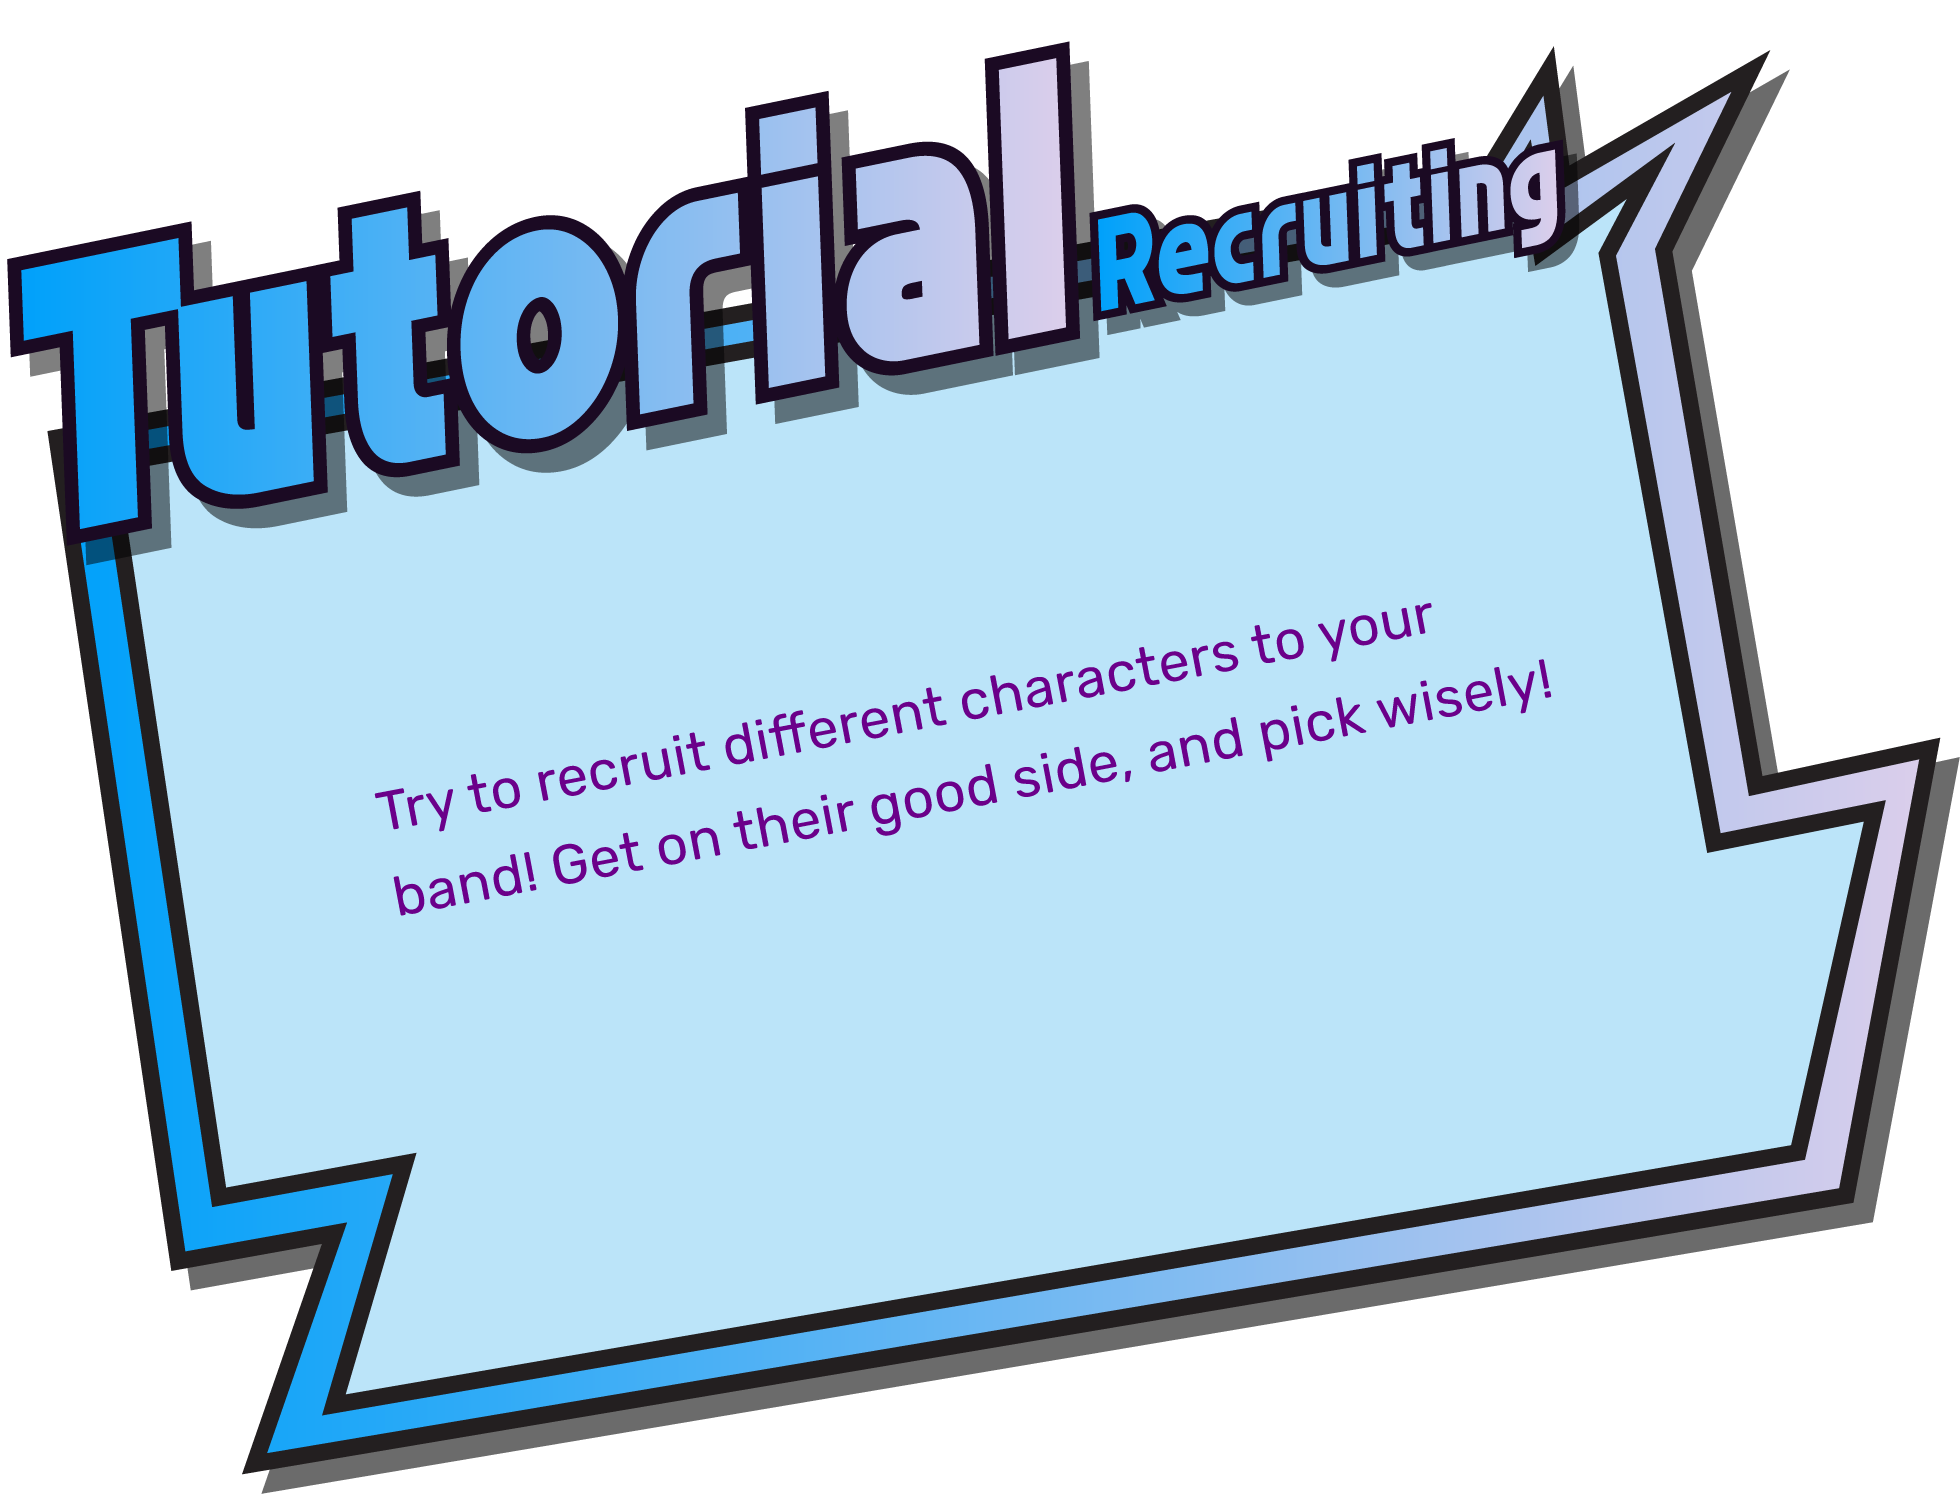 Tutorial Recruiting
Try to recruit different characters to your
band! Get on their good side, and pick wisely!